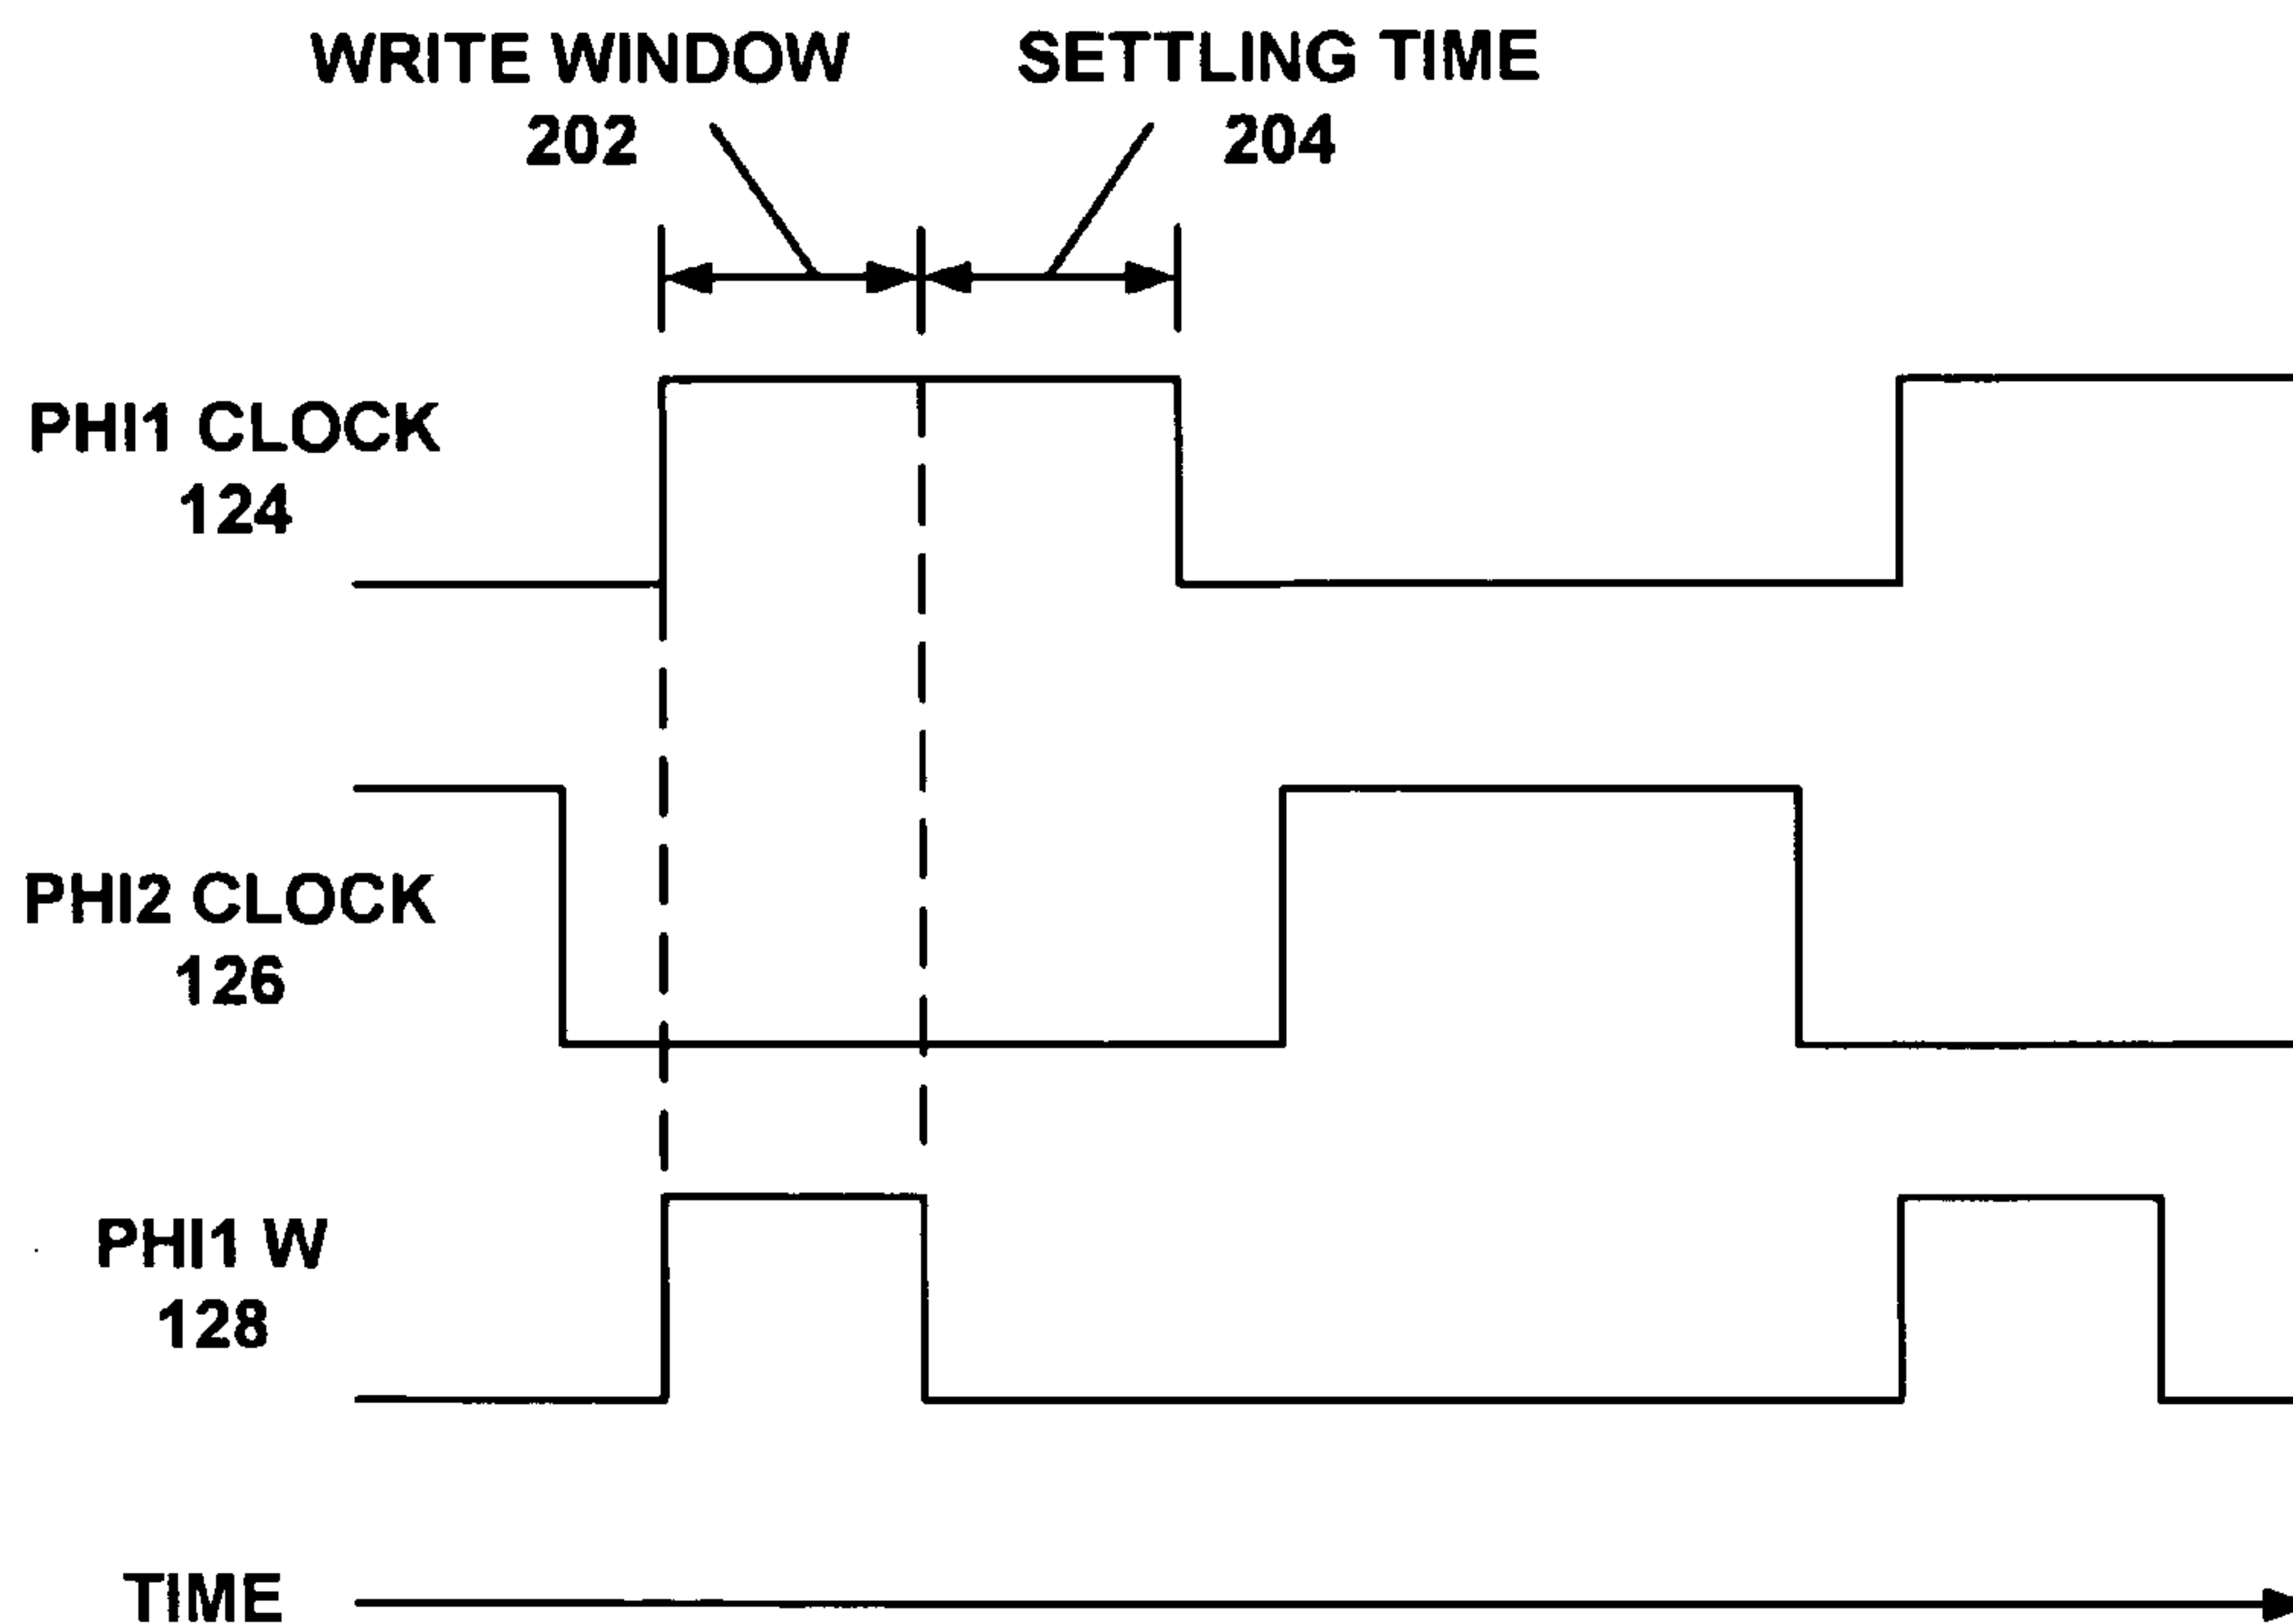 WRITE WINDOW
202
SETTLING TIME
204
PHI1 CLOCK
124
PHI2 CLOCK
126
PHI1 W
128
TIME